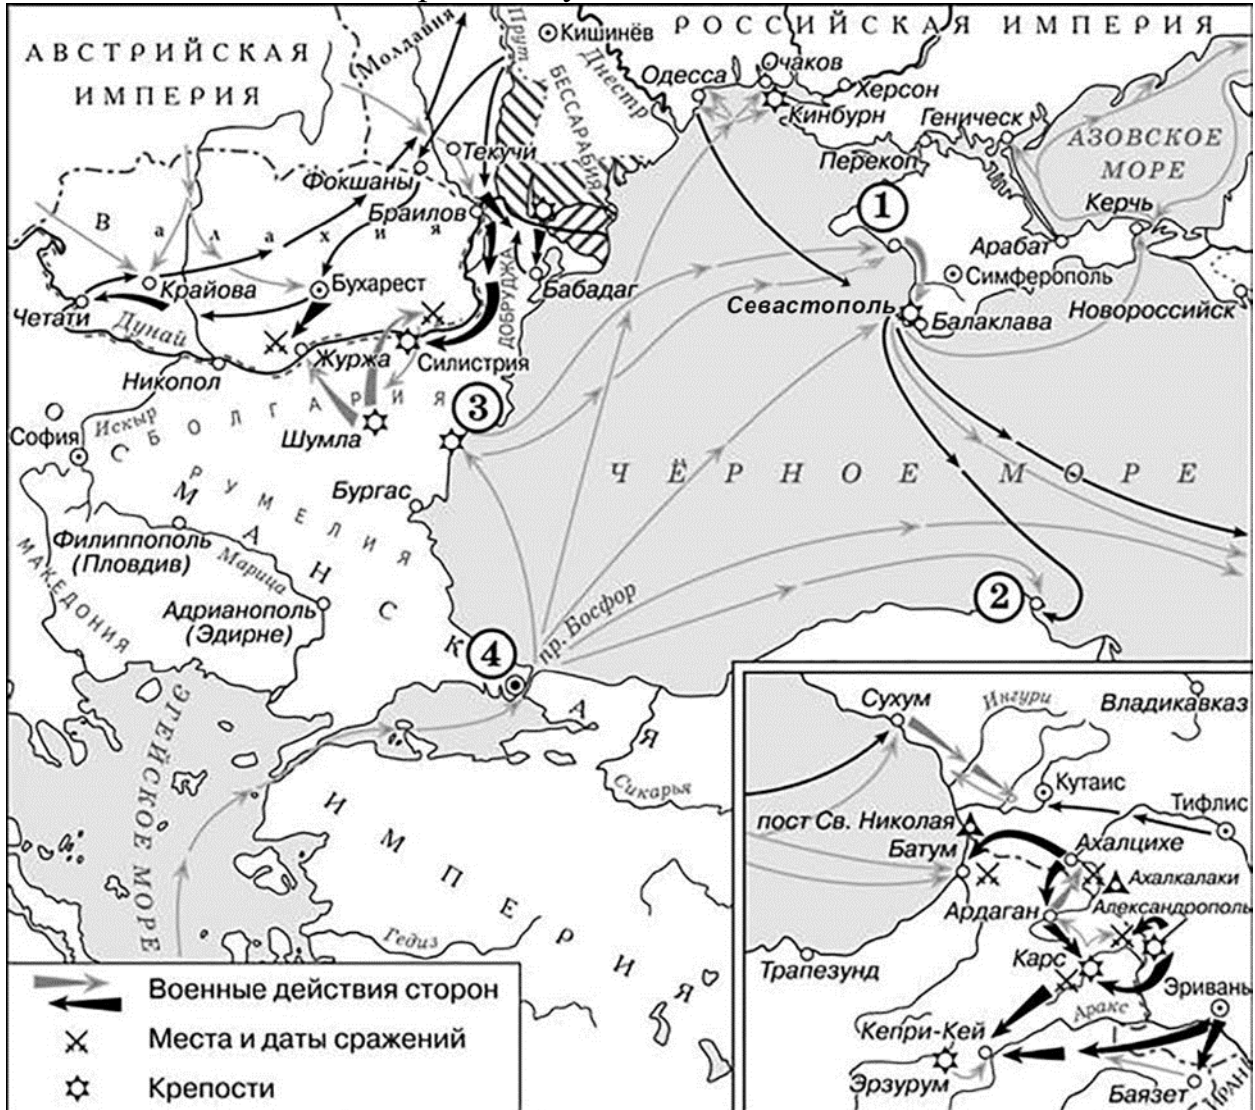 РОССИЙСКАЯ ИМПЕРИЯ
АВСТРИЙСКАЯ
ИМПЕРИЯ
Молдавия
Прут
Кишинёв
Днестр
БЕССАРАБИЯ
Одесса
Очаков
Кинбурн
Херсон
Геническ
Перекоп
АЗОВСКОЕ
МОРЕ
Керчь
Арабат
1
Симферополь
Севастополь
Балаклава
Новороссийск
Текучи
Фокшаны
Браилов
Валахия
Крайова
Бухарест
Бабадаг
ДОБРУДЖА
Четати
Дунай
Журжа
Силистрия
Никопол
БОЛГАРИЯ
3
О
София
Искыр
Шумла
С
РУМЕЛИЯ
Бургас
ЧЁРНОЕ МОРЕ
МАНСКАЯ
Филиппополь
(Пловдив)
Марица
МАКЕДОНИЯ
Адрианополь
(Эдирне)
2
пр. Босфор
4
ЭГЕЙСКОЕ МОРЕ
Сикарья
ИМПЕРИЯ
Гедиз
Сухум
Ингури
Владикавказ
Кутаис
Тифлис
пост Св. Николая
Батум
Ахалцихе
Ахалкалаки
Ардаган
Александрополь
Карс
Трапезунд
Эривань
Аракс
Кепри-Кей
Эрзурум
Баязет
ИРАН
Военные действия сторон
Места и даты сражений
Крепости